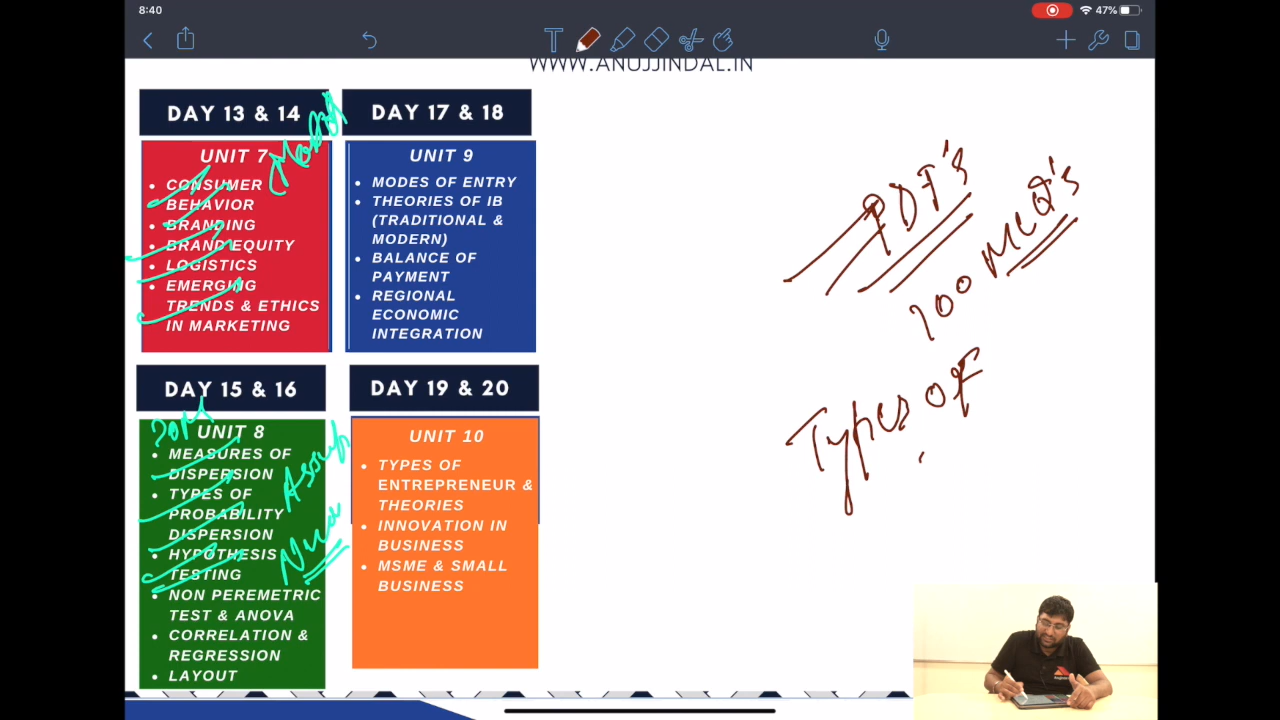 8:40
47%
WWW.ANUJJINDAL.IN
DAY 13 & 14
UNIT 7
• CONSUMER
BEHAVIOR
• BRANDING
• BRAND EQUITY
• LOGISTICS
• EMERGING
TRENDS & ETHICS
IN MARKETING
DAY 17 & 18
UNIT 9
• MODES OF ENTRY
• THEORIES OF IB
(TRADITIONAL &
MODERN)
• BALANCE OF
PAYMENT
• REGIONAL
ECONOMIC
INTEGRATION
DAY 15 & 16
UNIT 8
• MEASURES OF
DISPERSION
• TYPES OF
PROBABILITY
DISPERSION
• HYPOTHESIS
TESTING
• NON PEREMETRIC
TEST & ANOVA
• CORRELATION &
REGRESSION
• LAYOUT
DAY 19 & 20
UNIT 10
• TYPES OF
ENTREPRENEUR &
THEORIES
• INNOVATION IN
BUSINESS
• MSME & SMALL
BUSINESS
PDF's
100 MCQ's
Types of